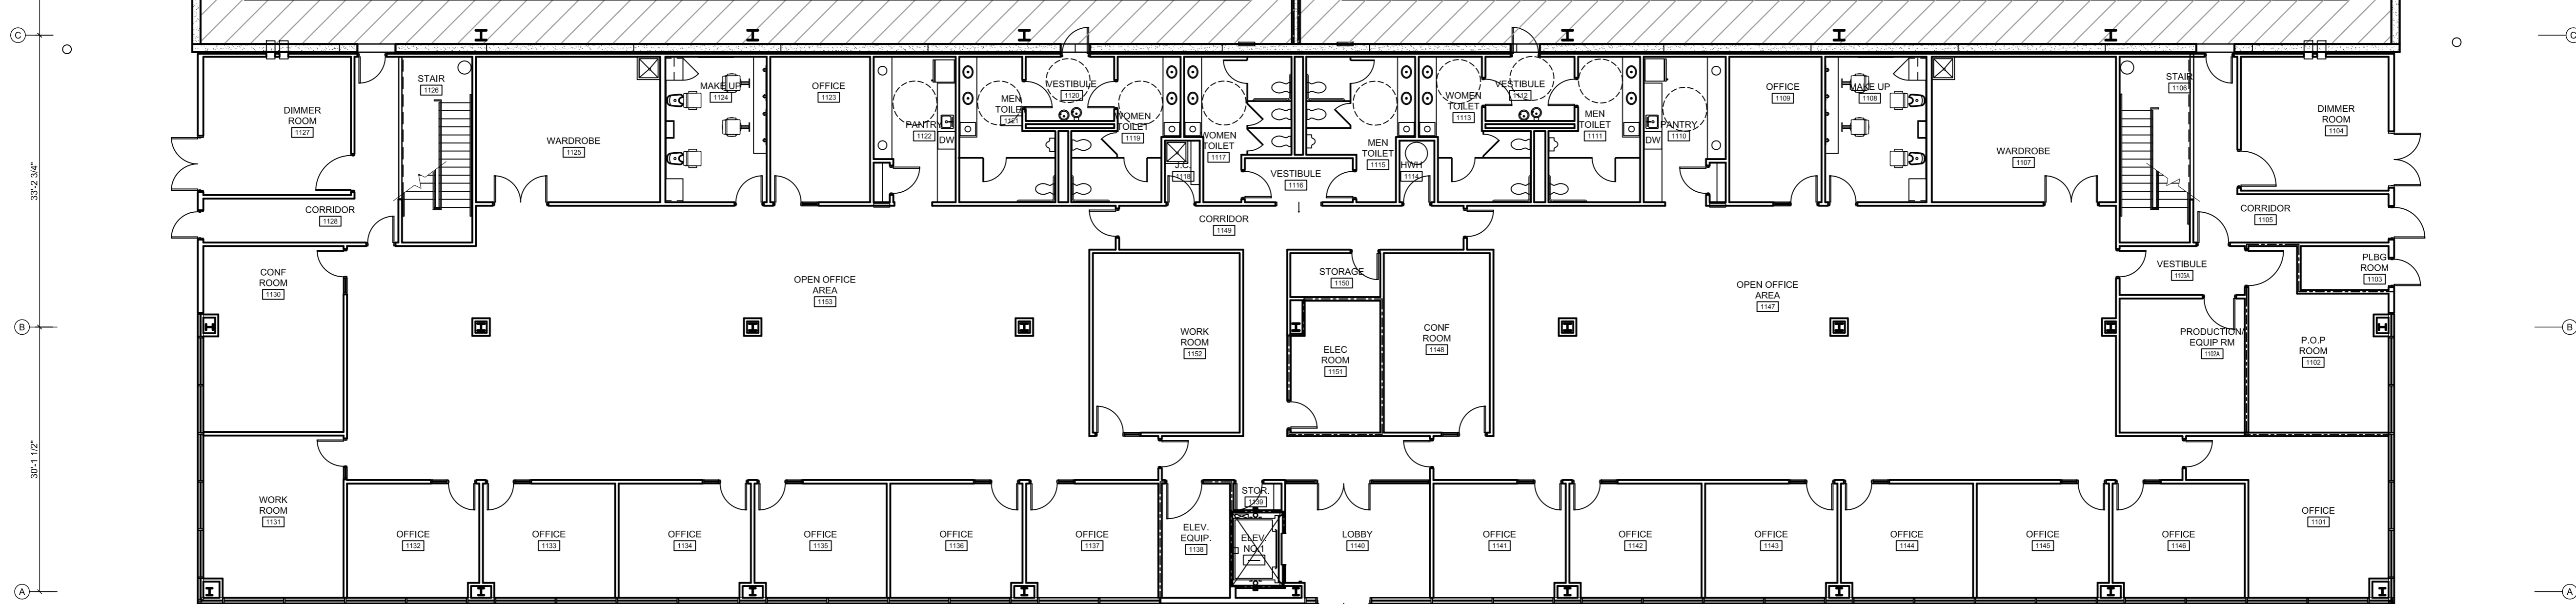 C
C
STAIR
1126
DIMMER
ROOM
1127
WARDROBE
1125
MAKE UP
1124
OFFICE
1123
PANTRY
1122
DW
MEN
TOILET
1121
VESTIBULE
1120
WOMEN
TOILET
1119
J.C.
1118
WOMEN
TOILET
1117
VESTIBULE
1116
MEN
TOILET
1115
HWH
1114
WOMEN
TOILET
1113
VESTIBULE
1112
MEN
TOILET
1111
DW
PANTRY
1110
OFFICE
1109
MAKE UP
1108
WARDROBE
1107
STAIR
1106
DIMMER
ROOM
1104
33'-2 3/4"
CORRIDOR
1128
CORRIDOR
1149
CORRIDOR
1105
CONF
ROOM
1130
OPEN OFFICE
AREA
1153
STORAGE
1150
OPEN OFFICE
AREA
1147
VESTIBULE
1105A
PLBG
ROOM
1103
B
WORK
ROOM
1152
ELEC
ROOM
1151
CONF
ROOM
1148
PRODUCTION/
EQUIP RM
1102A
P.O.P
ROOM
1102
B
30'-1 1/2"
WORK
ROOM
1131
OFFICE
1132
OFFICE
1133
OFFICE
1134
OFFICE
1135
OFFICE
1136
OFFICE
1137
ELEV.
EQUIP.
1138
STOR.
1139
ELEV.
NO.1
LOBBY
1140
OFFICE
1141
OFFICE
1142
OFFICE
1143
OFFICE
1144
OFFICE
1145
OFFICE
1146
OFFICE
1101
A
A